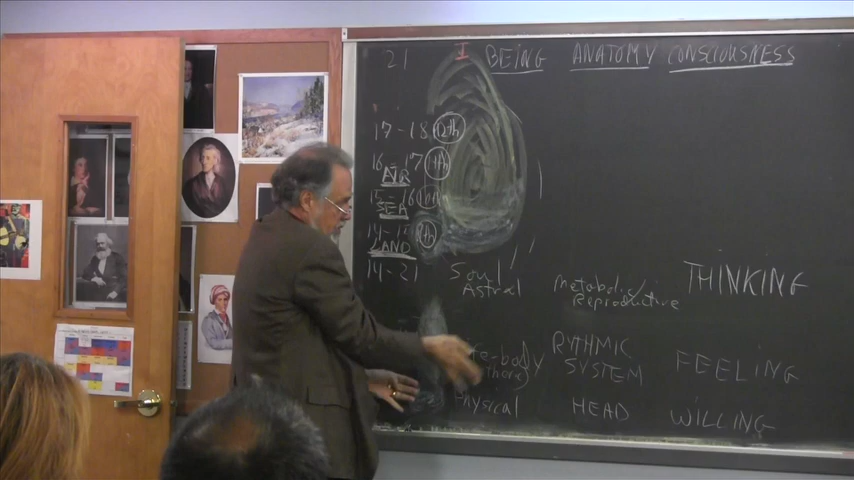 21 I BEING ANATOMY CONSCIOUSNESS
17-18 12th
16-17 11th
AIR
15-16 10th
SEA
14-15 9th
LAND
14-21
Soul/ Metabolic/ THINKING
Astral Reproductive
body RYTHMIC FEELING
SYSTEM
Physical HEAD WILLING